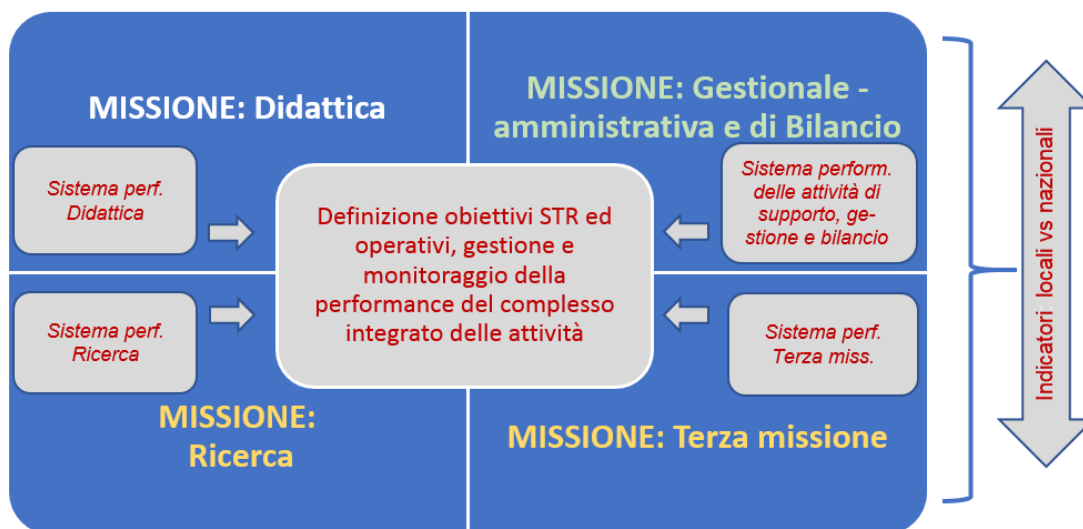 MISSIONE: Didattica
MISSIONE: Gestionale -
amministrativa e di Bilancio
Sistema perf.
Didattica
Sistema perform.
delle attività di
supporto, ge-
stione e bilancio
Definizione obiettivi STR ed
operativi, gestione e
monitoraggio della
performance del complesso
integrato delle attività
Sistema perf.
Ricerca
Sistema perf.
Terza miss.
MISSIONE:
Ricerca
MISSIONE: Terza missione
Indicatori locali vs nazionali